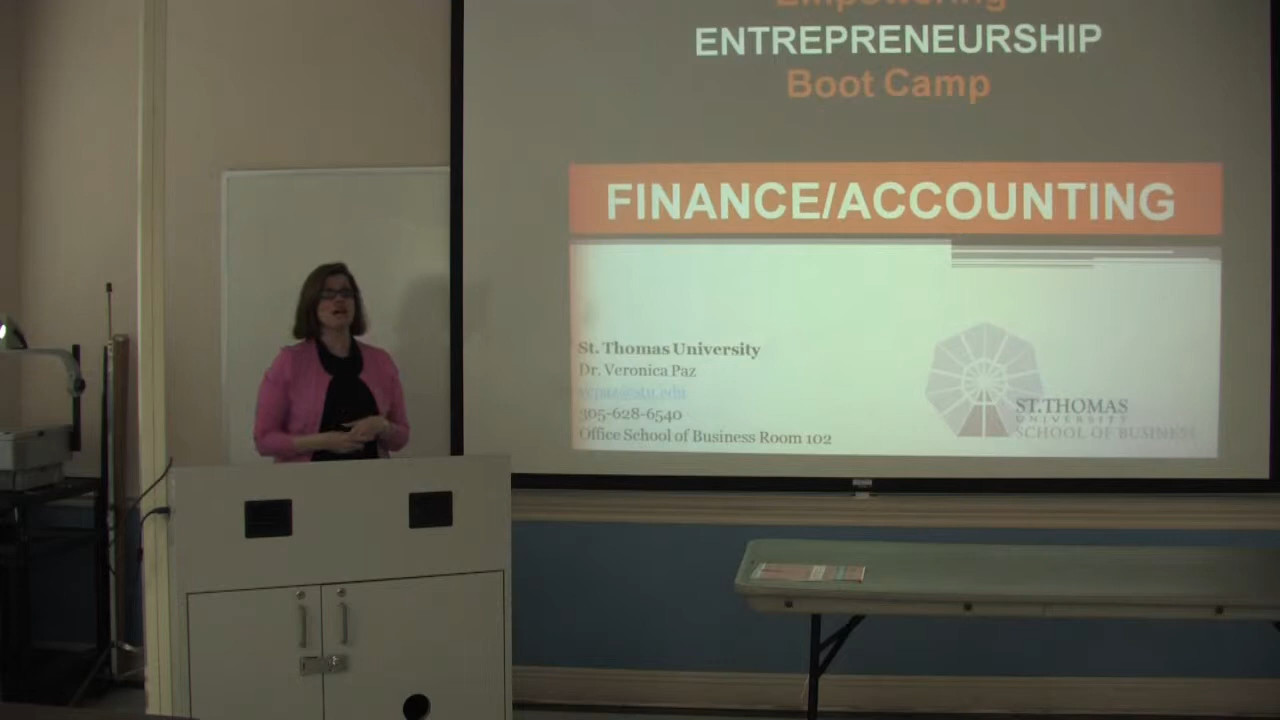 Empowering
ENTREPRENEURSHIP
Boot Camp
FINANCE/ACCOUNTING
St. Thomas University
Dr. Veronica Paz
305-628-6540
Office School of Business Room 102
ST.THOMAS
UNIVERSITY
SCHOOL OF BUSINESS